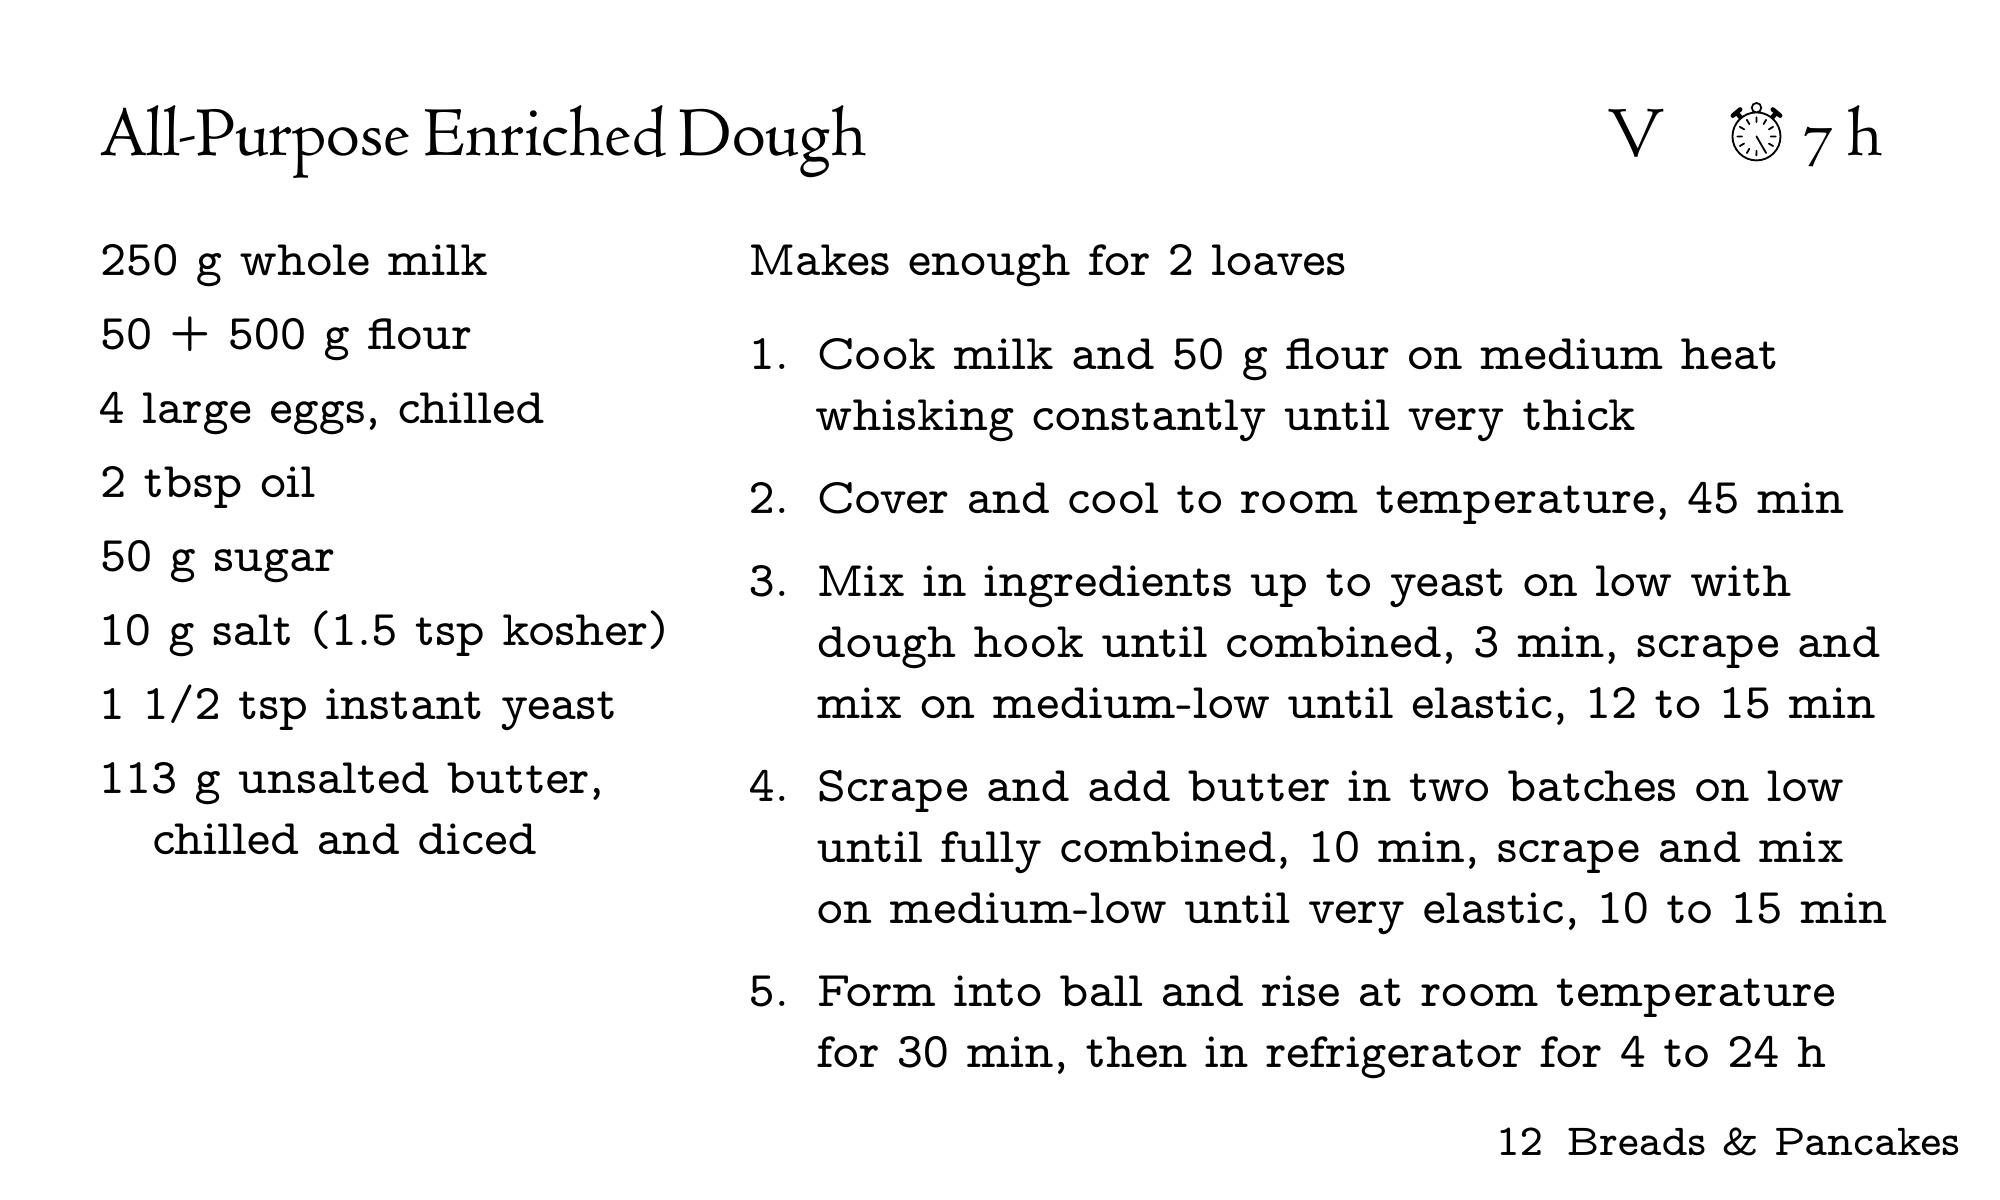 All-Purpose Enriched Dough V 7 h
250 g whole milk
50 + 500 g flour
4 large eggs, chilled
2 tbsp oil
50 g sugar
10 g salt (1.5 tsp kosher)
1 1/2 tsp instant yeast
113 g unsalted butter,
chilled and diced
Makes enough for 2 loaves
1. Cook milk and 50 g flour on medium heat
whisking constantly until very thick
2. Cover and cool to room temperature, 45 min
3. Mix in ingredients up to yeast on low with
dough hook until combined, 3 min, scrape and
mix on medium-low until elastic, 12 to 15 min
4. Scrape and add butter in two batches on low
until fully combined, 10 min, scrape and mix
on medium-low until very elastic, 10 to 15 min
5. Form into ball and rise at room temperature
for 30 min, then in refrigerator for 4 to 24 h
12 Breads & Pancakes